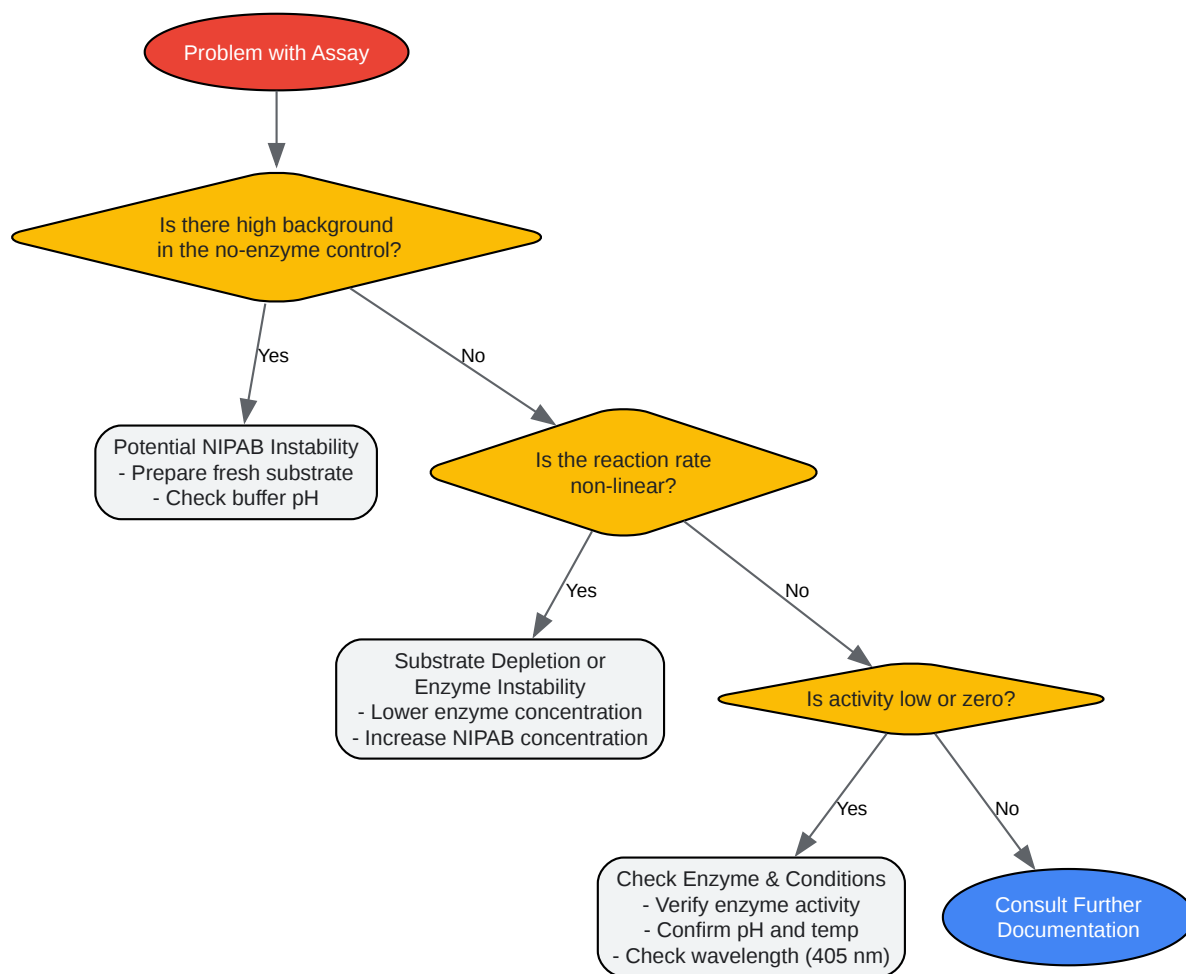 Problem with Assay
Is there high background
in the no-enzyme control?
Yes
No
Potential NIPAB Instability
- Prepare fresh substrate
- Check buffer pH
Is the reaction rate
non-linear?
Yes
No
Substrate Depletion or
Enzyme Instability
- Lower enzyme concentration
- Increase NIPAB concentration
Is activity low or zero?
Yes
No
Check Enzyme & Conditions
- Verify enzyme activity
- Confirm pH and temp
- Check wavelength (405 nm)
Consult Further
Documentation